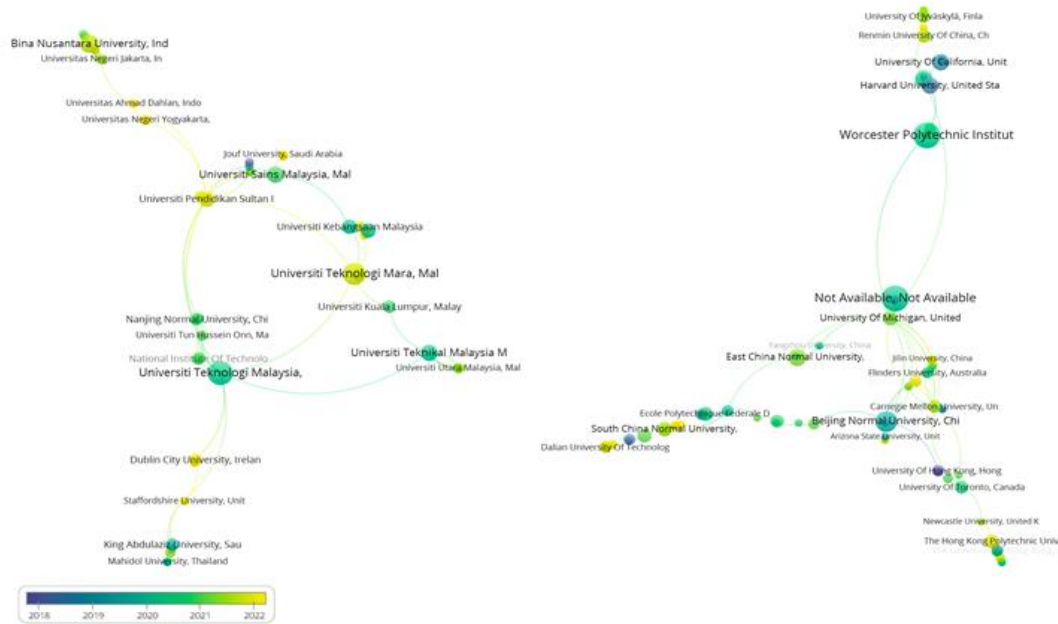 Bina Nusantara University, Ind
Universitas Negeri Jakarta, In
Universitas Ahmad Dahlan, Indo
Universitas Negeri Yogyakarta,
Jouf University, Saudi Arabia
Universiti Sains Malaysia, Mal
Universiti Pendidikan Sultan I
Universiti Kebangsaan Malaysia
Universiti Teknologi Mara, Mal
Universiti Kuala Lumpur, Malay
Nanjing Normal University, Chi
Universiti Tun Hussein Onn, Ma
National Institute Of Technolo
Universiti Teknikal Malaysia M
Universiti Utara Malaysia, Mal
Universiti Teknologi Malaysia,
Dublin City University, Irelan
Staffordshire University, Unit
King Abdulaziz University, Sau
Mahidol University, Thailand
2018 2019 2020 2021 2022
University Of Jyväskylä, Finla
Renmin University Of China, Ch
University Of California, Unit
Harvard University, United Sta
Worcester Polytechnic Institut
Not Available, Not Available
University Of Michigan, United
Yangzhou University, China
East China Normal University.
Jilin University, China
Flinders University, Australia
Carnegie Mellon University, Un
Ecole Polytechnique Federale D
Beijing Normal University, Chi
South China Normal University.
Arizona State University, Unit
Dalian University Of Technolog
University Of Hong Kong, Hong
University Of Toronto, Canada
Newcastle University, United K
The Hong Kong Polytechnic Univ